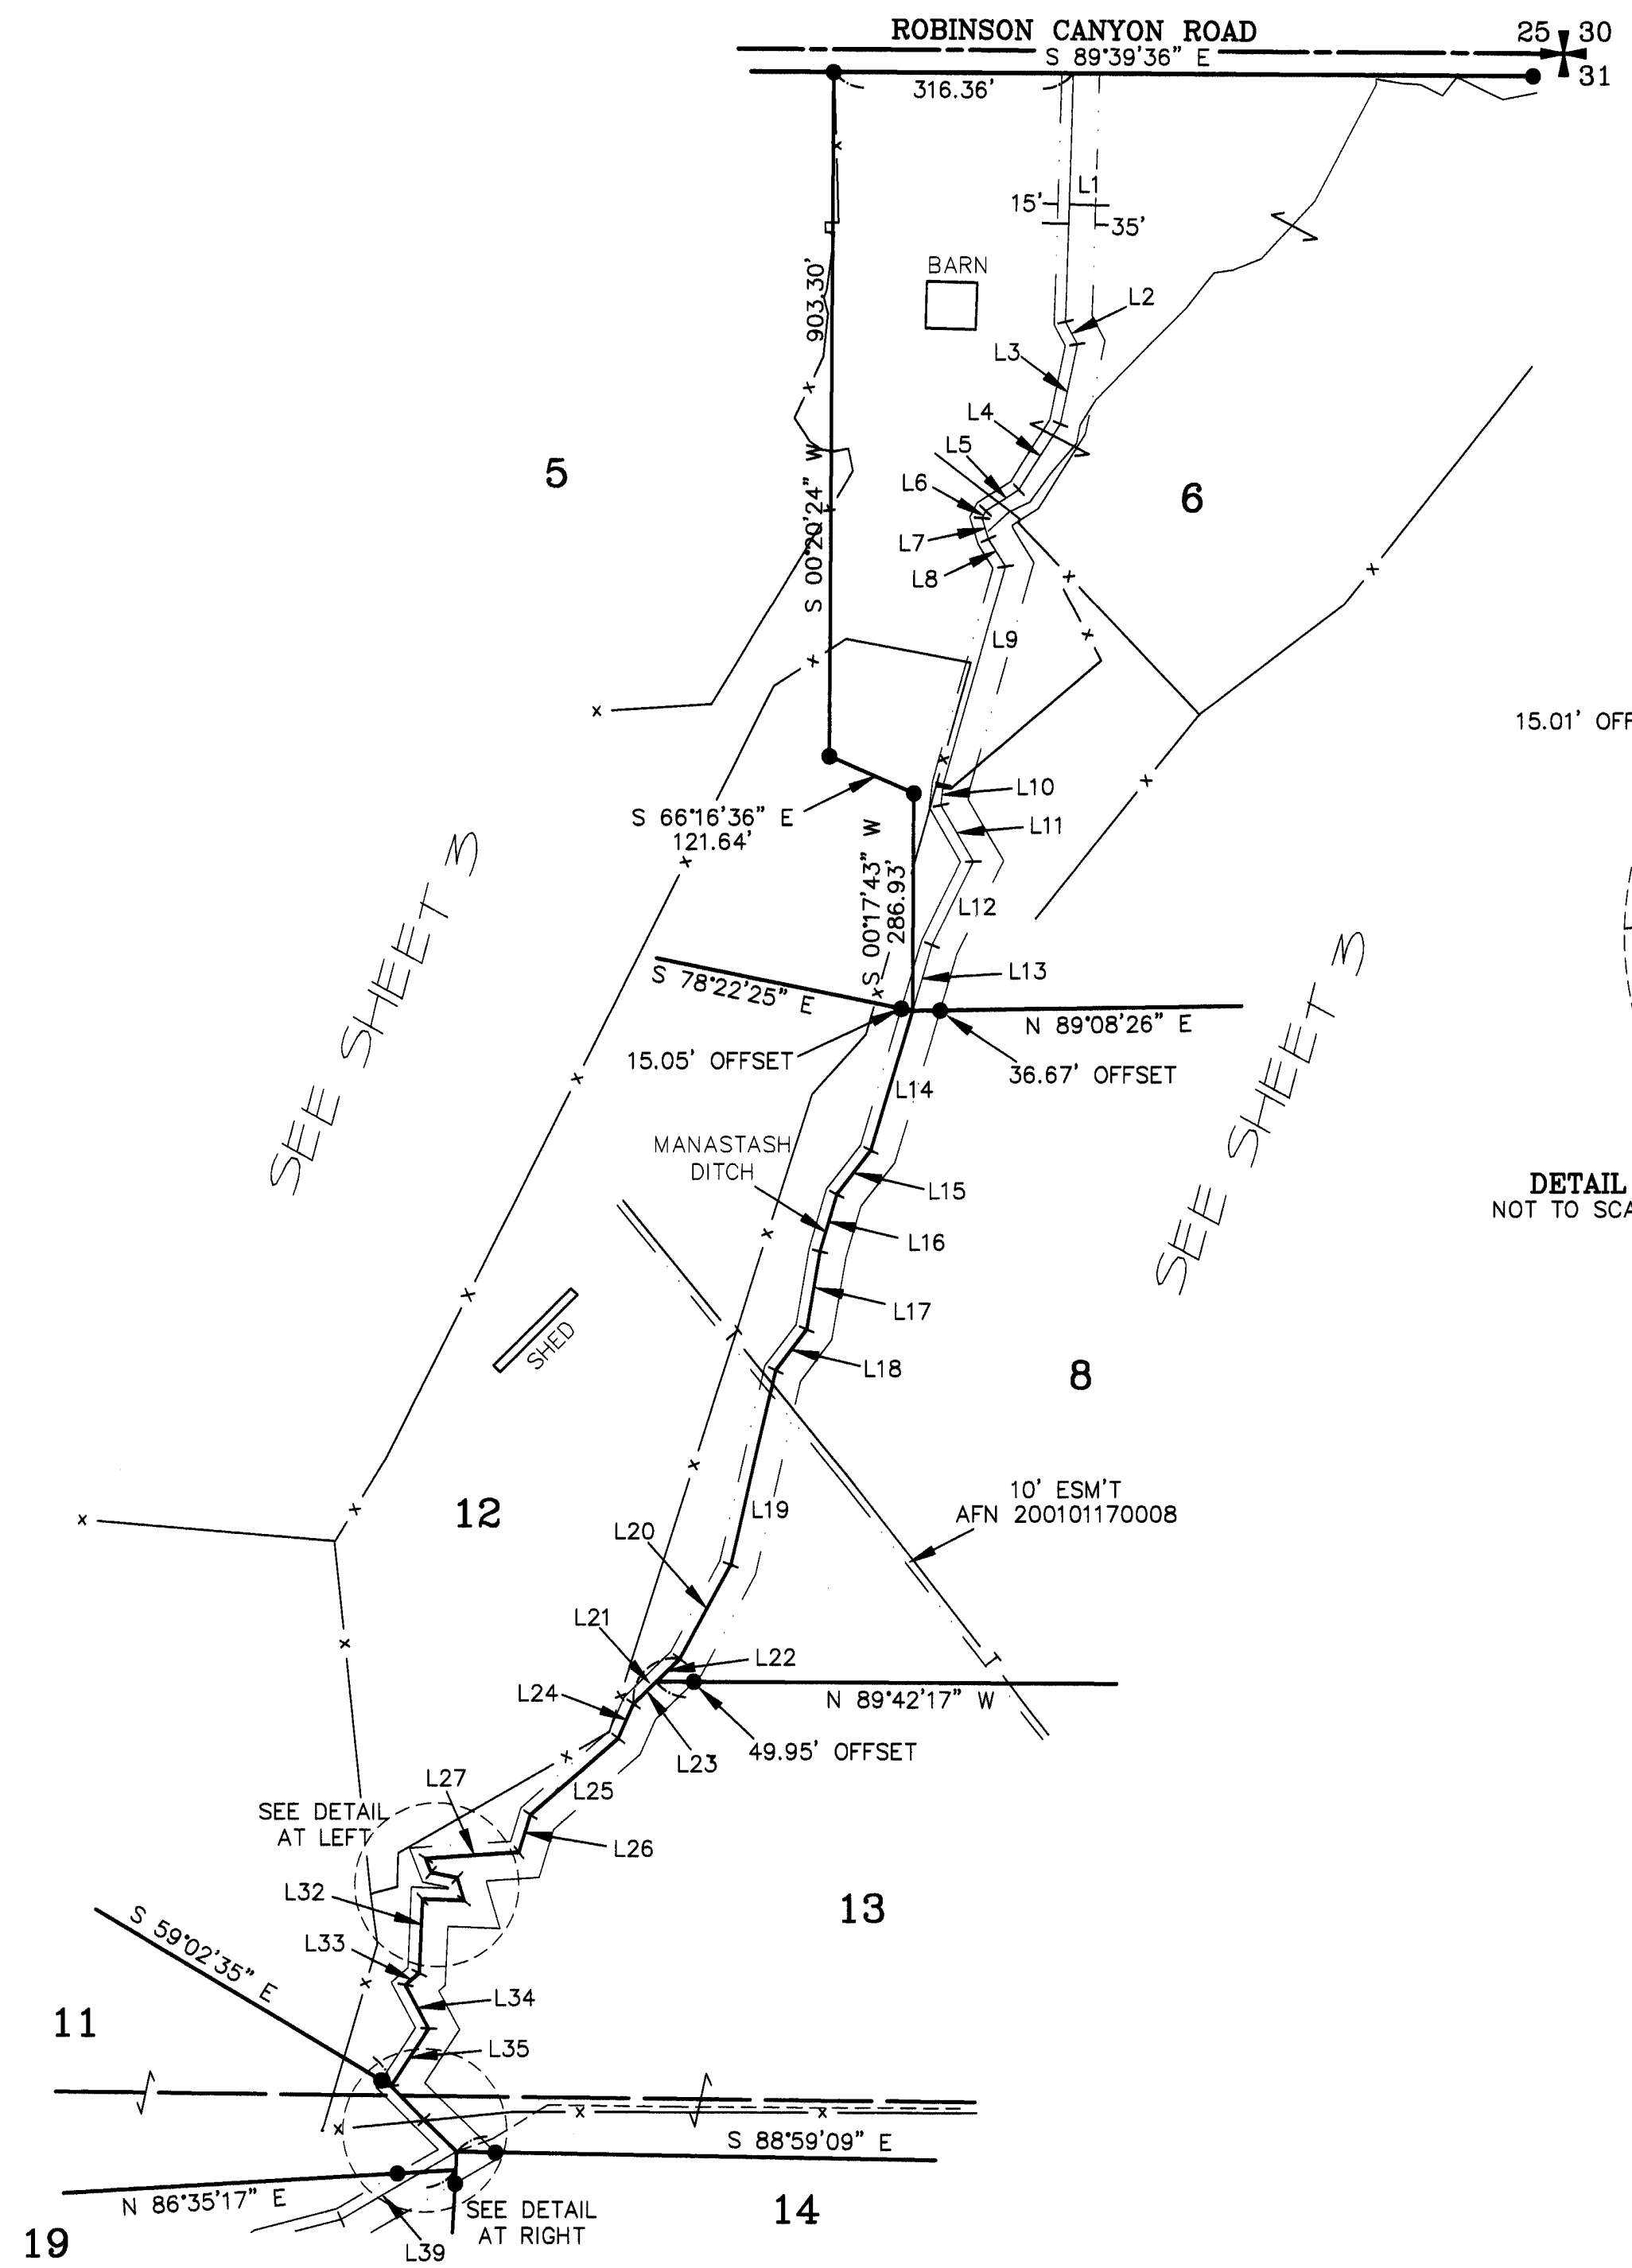 ROBINSON CANYON ROAD
25 30
31
S 89°39'36" E
316.36'
L1
15'
35'
BARN
903.30'
L2
L3
L4
L5
5
L6
6
L7
S 00°20'24" W
L8
L9
15.01' OFF
L10
S 66°16'36" E
121.64'
L11
SEE SHEET 3
S 00°17'43" W
286.93'
L12
S 78°22'25" E
L13
N 89°08'26" E
SEE SHEET 3
15.05' OFFSET
36.67' OFFSET
L14
MANASTASH
DITCH
L15
DETAIL
NOT TO SCA
L16
L17
SHED
L18
8
10' ESM'T
AFN 200101170008
12
L19
L20
L21
L22
L24
N 89°42'17" W
49.95' OFFSET
L23
L27
L25
SEE DETAIL
AT LEFT
L26
L32
13
S 59°02'35" E
L33
L34
11
L35
S 88°59'09" E
N 86°35'17" E
SEE DETAIL
AT RIGHT
14
19
L39